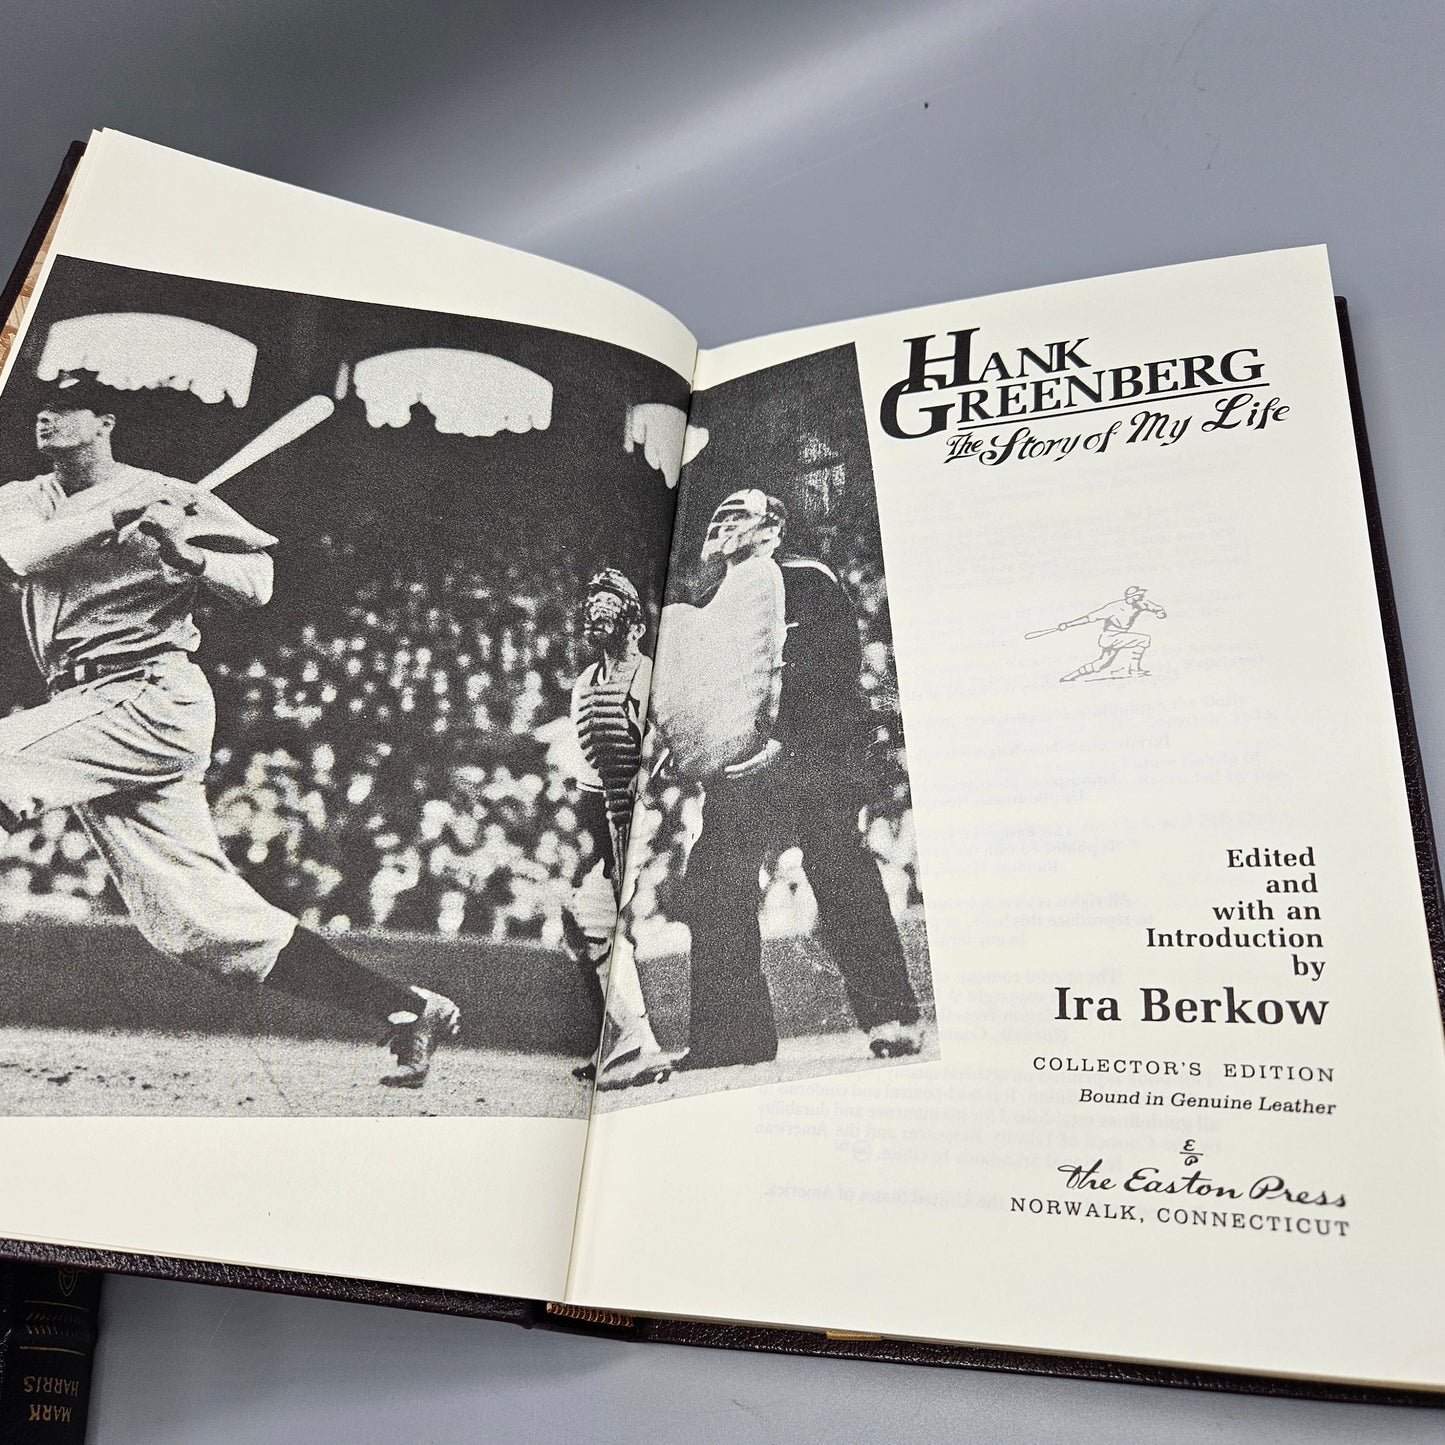 HANK
GREENBERG
The Story of My Life
Edited
and
with an
Introduction
by
Ira Berkow
COLLECTOR'S EDITION
Bound in Genuine Leather
The Easton Press
NORWALK, CONNECTICUT
MARK
HARRIS